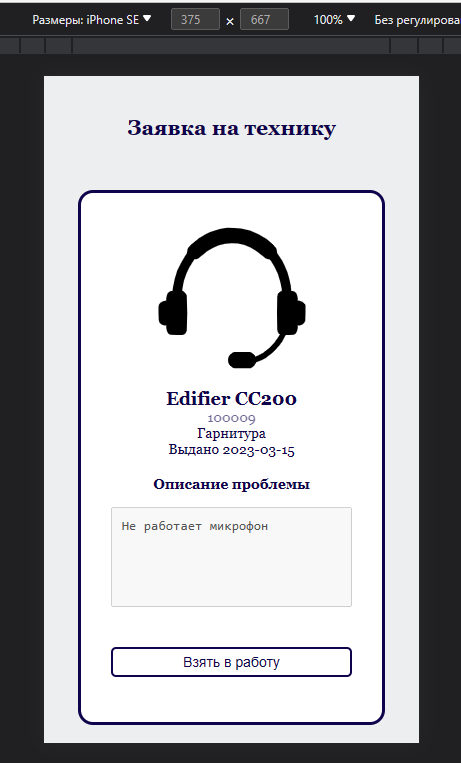 Размеры: iPhone SE 375 × 667 100% Без регулирова
Заявка на технику
Edifier CC200
100009
Гарнитура
Выдано 2023-03-15
Описание проблемы
Не работает микрофон
Взять в работу